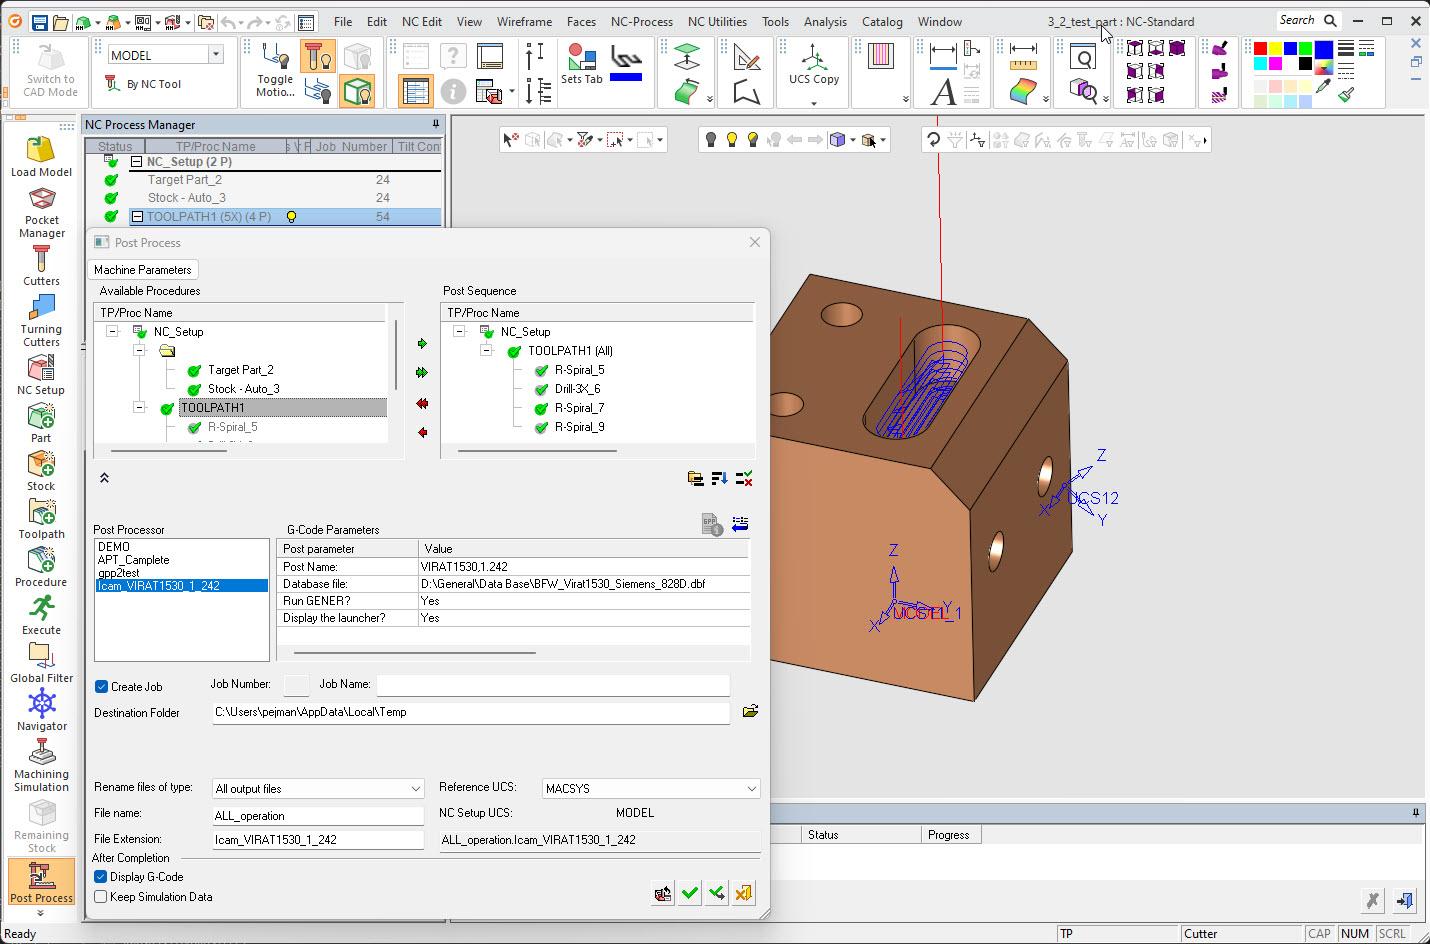 File Edit NC Edit View Wireframe Faces NC-Process NC Utilities Tools Analysis Catalog Window
3_2_test_part : NC-Standard
Search
Switch to
CAD Mode
MODEL
By NC Tool
Toggle
Motion...
Sets Tab
UCS Copy
NC Process Manager
Status TP/Proc Name Job Number Tilt Con
NC_Setup (2 P)
Target Part_2 24
Stock - Auto_3 24
TOOLPATH1 (5X) (4 P) 54
Load Model
Pocket
Manager
Cutters
Turning
Cutters
NC Setup
Part
Stock
Toolpath
Procedure
Execute
Global Filter
Navigator
Machining
Simulation
Remaining
Stock
Post Process
Post Process
Machine Parameters
Available Procedures
TP/Proc Name
NC_Setup
Target Part_2
Stock - Auto_3
TOOLPATH1
R-Spiral_5
Post Sequence
TP/Proc Name
NC_Setup
TOOLPATH1 (All)
R-Spiral_5
Drill-3X_6
R-Spiral_7
R-Spiral_9
Post Processor
DEMO
APT_Camplete
gpp2test
Icam_VIRAT1530_1_242
GPP
G-Code Parameters
Post parameter Value
Post Name: VIRAT1530,1.242
Database file: D:\General\Data Base\BFW_Virat1530_Siemens_828D.dbf
Run GENER? Yes
Display the launcher? Yes
Create Job Job Number: Job Name:
Destination Folder C:\Users\pejman\AppData\Local\Temp
Rename files of type: All output files Reference UCS: MACSYS
File name: ALL_operation NC Setup UCS: MODEL
File Extension: Icam_VIRAT1530_1_242 ALL_operation.Icam_VIRAT1530_1_242
After Completion
Display G-Code
Keep Simulation Data
Z
UCS12
X
Y
Z
Y
X
Status Progress
Ready TP Cutter CAP NUM SCRL